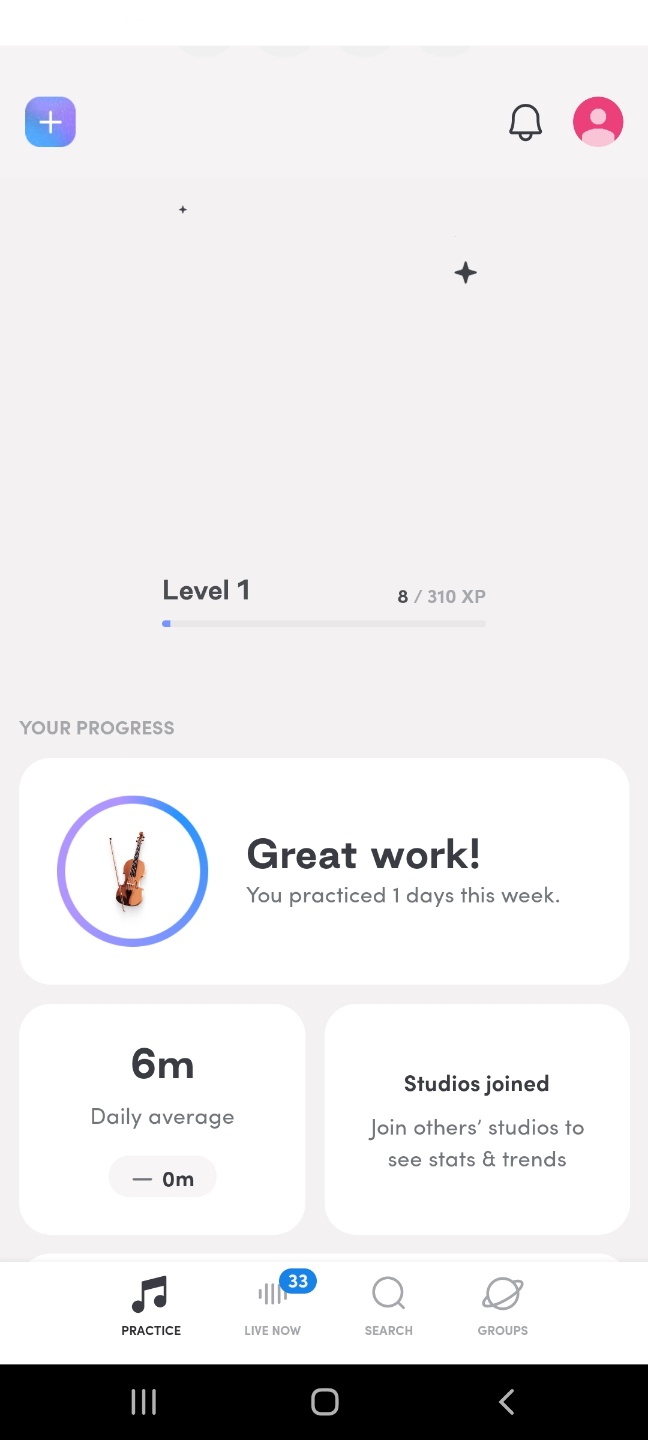 Level 1
8 / 310 XP
YOUR PROGRESS
Great work!
You practiced 1 days this week.
6m
Daily average
— 0m
Studios joined
Join others’ studios to
see stats & trends
33
PRACTICE
LIVE NOW
SEARCH
GROUPS